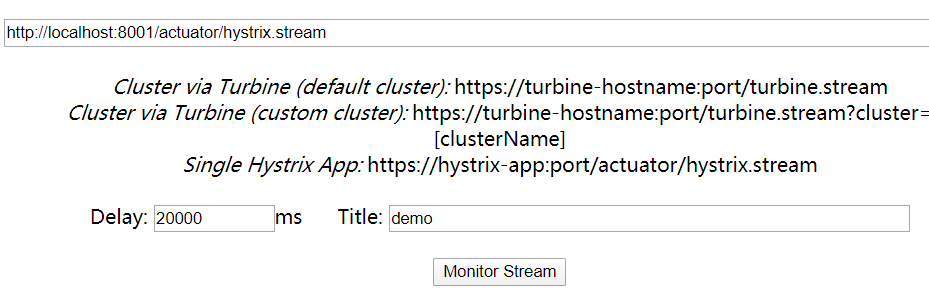 http://localhost:8001/actuator/hystrix.stream
Cluster via Turbine (default cluster): https://turbine-hostname:port/turbine.stream
Cluster via Turbine (custom cluster): https://turbine-hostname:port/turbine.stream?cluster=
[clusterName]
Single Hystrix App: https://hystrix-app:port/actuator/hystrix.stream
Delay: 20000 ms Title: demo
Monitor Stream